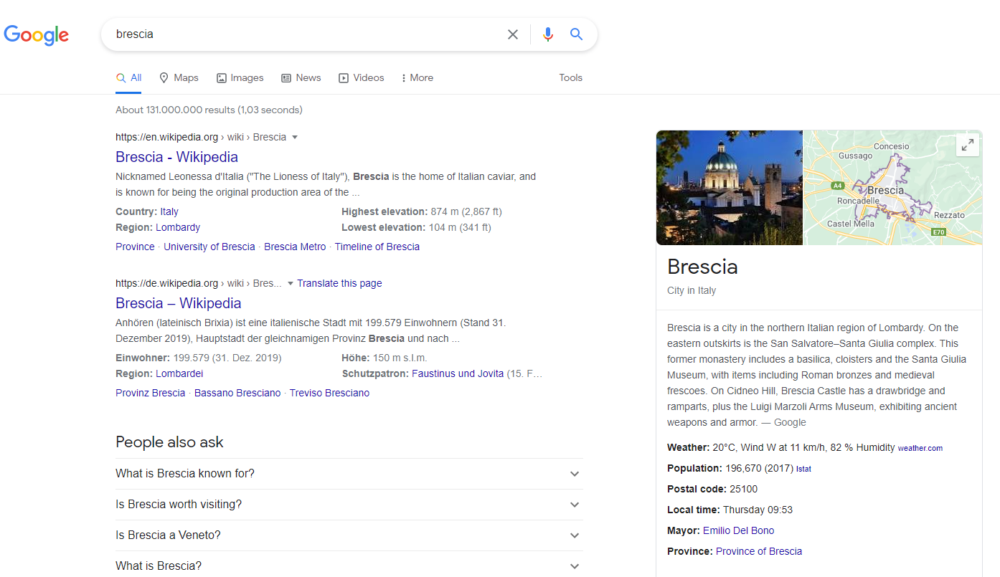 Google
brescia
All Maps Images News Videos More Tools
About 131.000.000 results (1,03 seconds)
https://en.wikipedia.org › wiki › Brescia
Brescia - Wikipedia
Nicknamed Leonessa d'Italia ("The Lioness of Italy"), Brescia is the home of Italian caviar, and
is known for being the original production area of the ...
Country: Italy Highest elevation: 874 m (2,867 ft)
Region: Lombardy Lowest elevation: 104 m (341 ft)
Province · University of Brescia · Brescia Metro · Timeline of Brescia
https://de.wikipedia.org › wiki › Bres... Translate this page
Brescia – Wikipedia
Anhören (lateinisch Brixia) ist eine italienische Stadt mit 199.579 Einwohnern (Stand 31.
Dezember 2019), Hauptstadt der gleichnamigen Provinz Brescia und nach ...
Einwohner: 199.579 (31. Dez. 2019) Höhe: 150 m s.l.m.
Region: Lombardei Schutzpatron: Faustinus und Jovita (15. F…
Provinz Brescia · Bassano Bresciano · Treviso Bresciano
People also ask
What is Brescia known for?
Is Brescia worth visiting?
Is Brescia a Veneto?
What is Brescia?
Concesio
Gussago
A4
Brescia
Roncadelle
Rezzato
Castel Mella
E70
Brescia
City in Italy
Brescia is a city in the northern Italian region of Lombardy. On the
eastern outskirts is the San Salvatore–Santa Giulia complex. This
former monastery includes a basilica, cloisters and the Santa Giulia
Museum, with items including Roman bronzes and medieval
frescoes. On Cidneo Hill, Brescia Castle has a drawbridge and
ramparts, plus the Luigi Marzoli Arms Museum, exhibiting ancient
weapons and armor. — Google
Weather: 20°C, Wind W at 11 km/h, 82 % Humidity weather.com
Population: 196,670 (2017) Istat
Postal code: 25100
Local time: Thursday 09:53
Mayor: Emilio Del Bono
Province: Province of Brescia